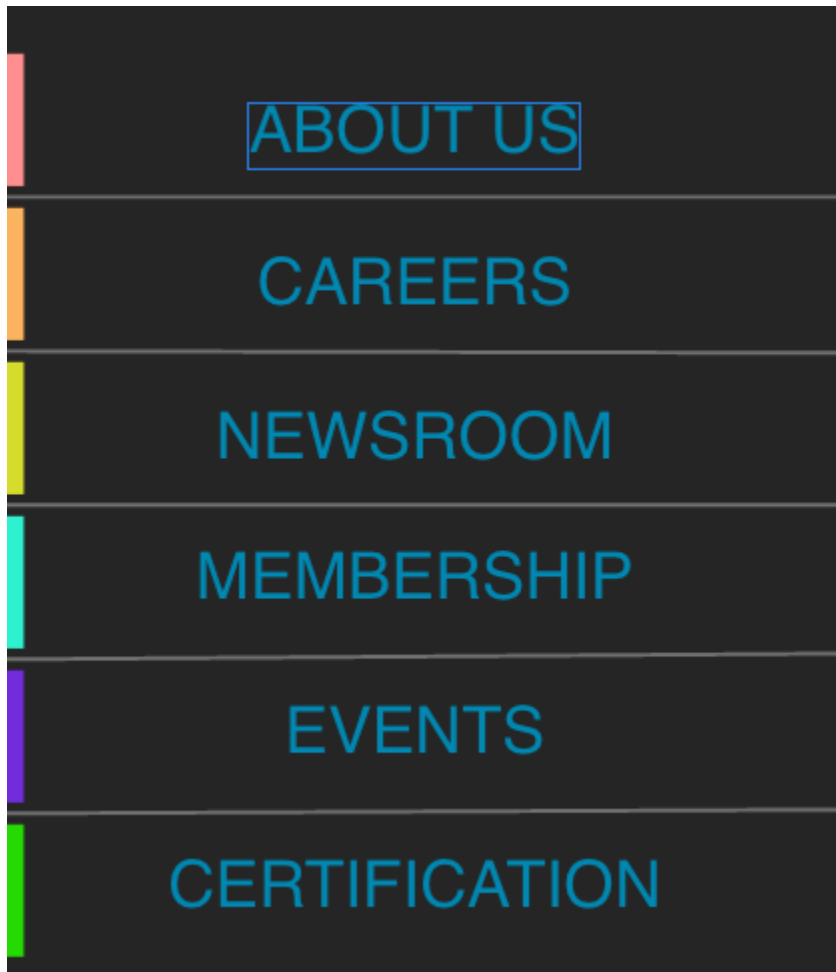 ABOUT US
CAREERS
NEWSROOM
MEMBERSHIP
EVENTS
CERTIFICATION